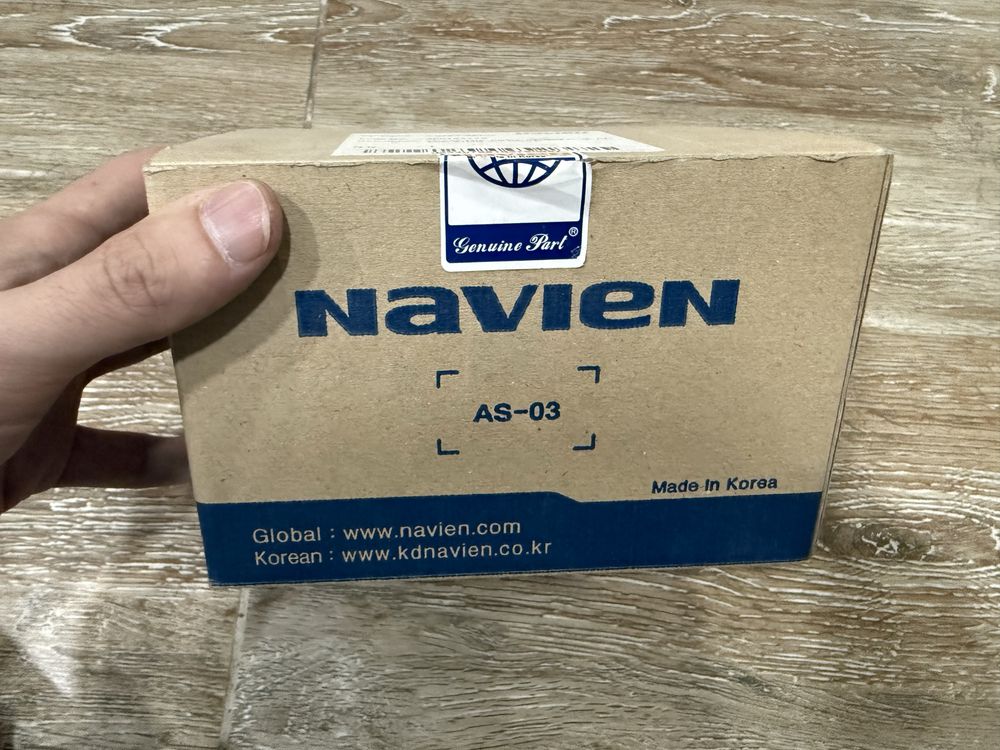 Genuine Part®
NAVIEN
AS-03
Made In Korea
Global : www.navien.com
Korean : www.kdnavien.co.kr